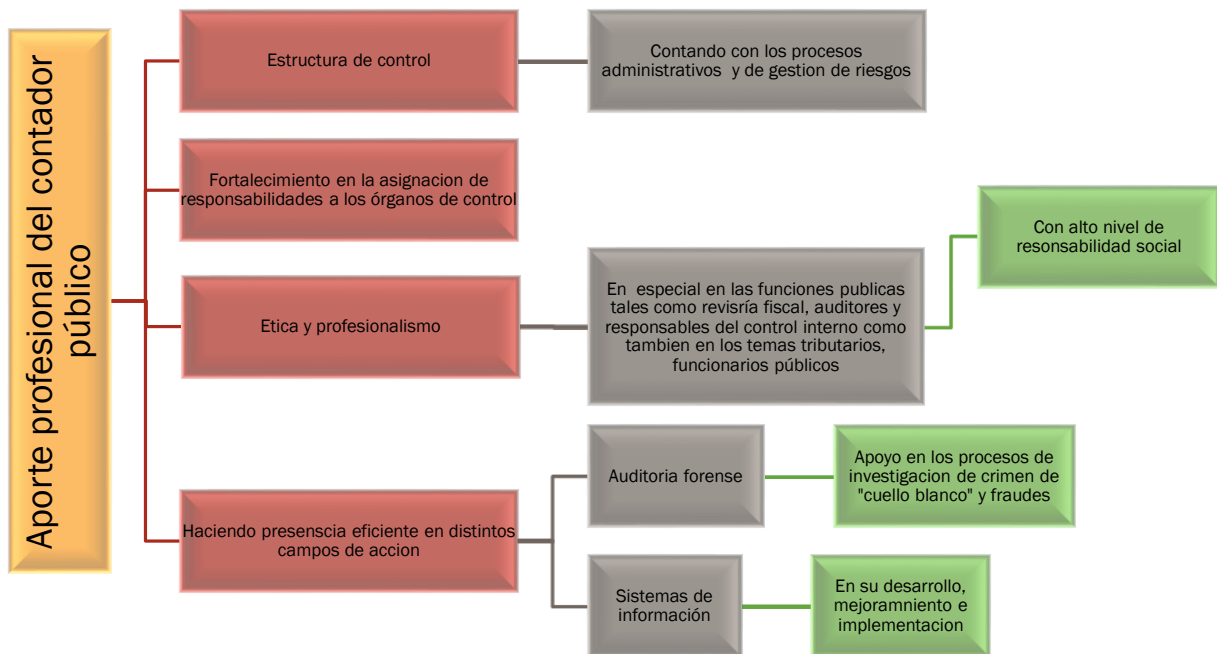 Aporte profesional del contador
público
Estructura de control
Contando con los procesos
administrativos y de gestion de riesgos
Fortalecimiento en la asignacion de
responsabilidades a los órganos de control
Etica y profesionalismo
En especial en las funciones publicas
tales como revisría fiscal, auditores y
responsables del control interno como
tambien en los temas tributarios,
funcionarios públicos
Con alto nivel de
resonsabilidad social
Haciendo presenscia eficiente en distintos
campos de accion
Auditoria forense
Apoyo en los procesos de
investigacion de crimen de
"cuello blanco" y fraudes
Sistemas de
información
En su desarrollo,
mejoramniento e
implementacion